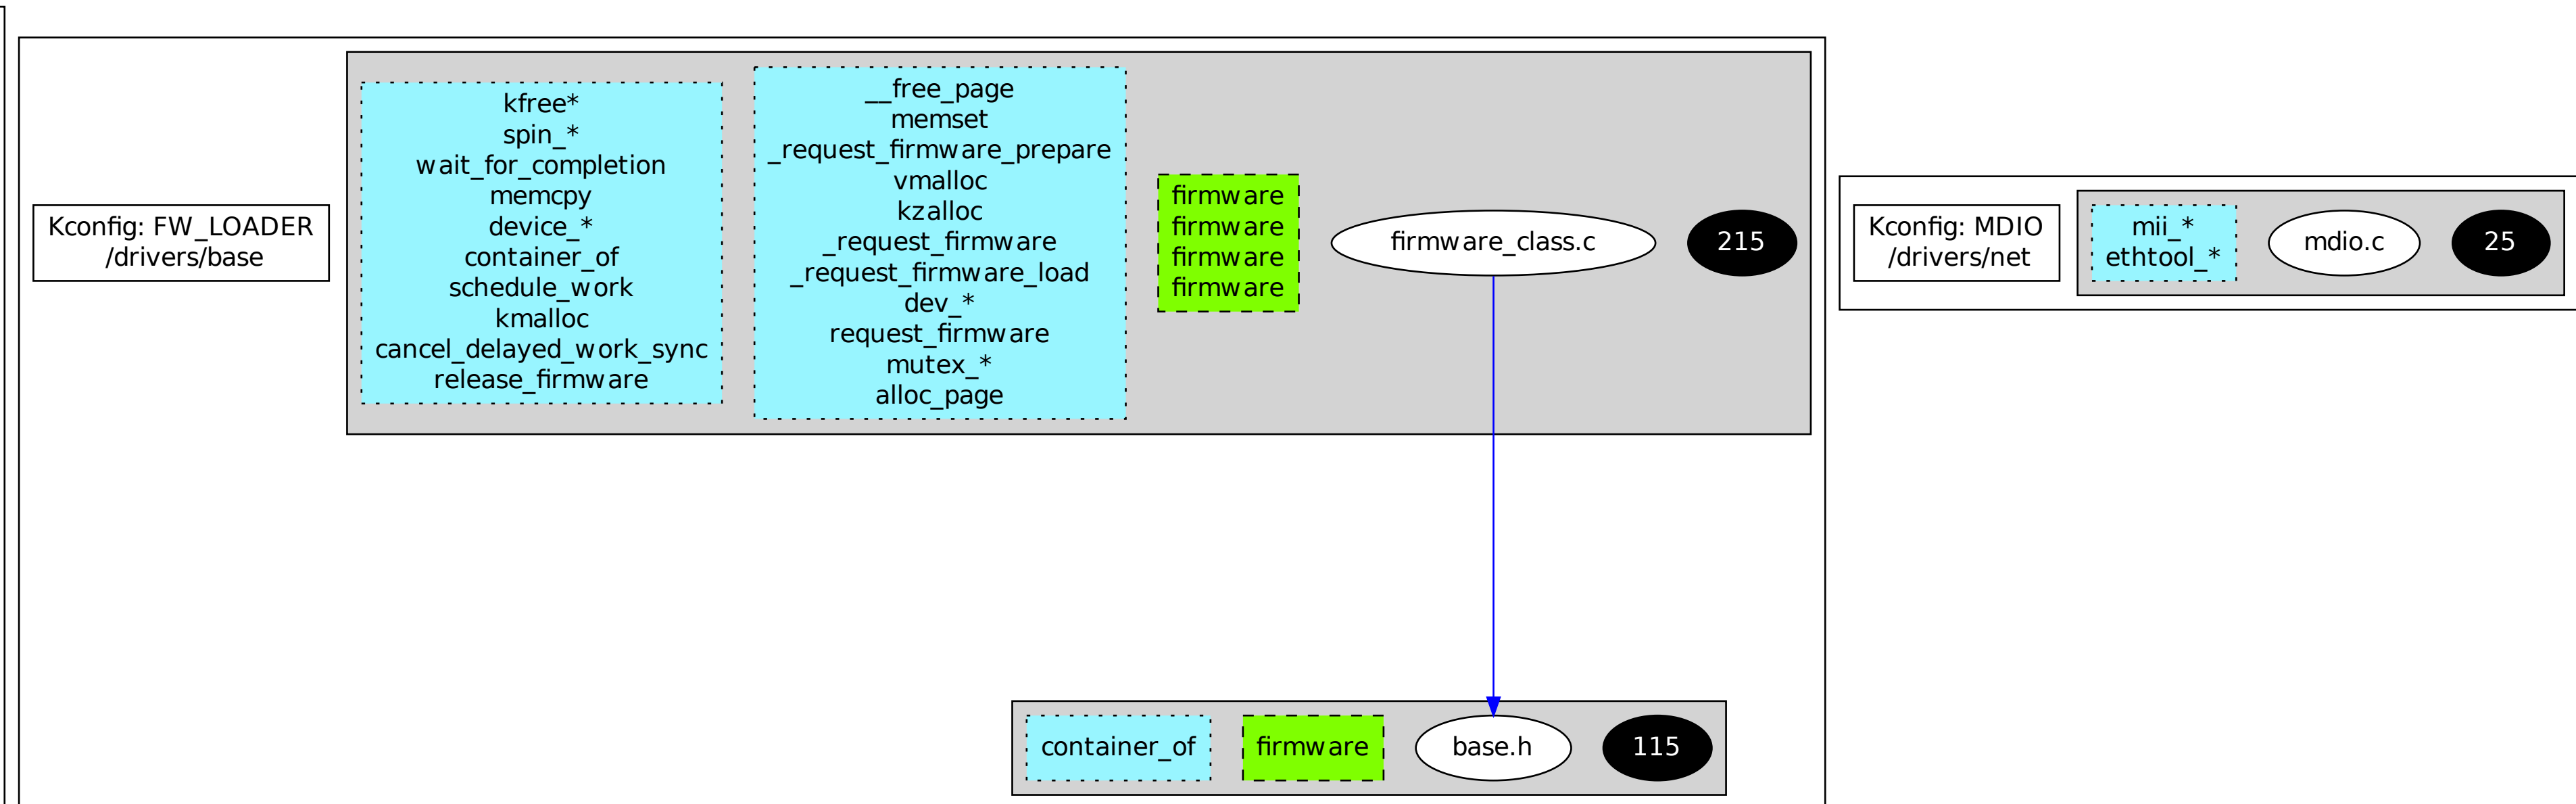 Kconfig: FW_LOADER
/drivers/base
kfree*
spin_*
wait_for_completion
memcpy
device_*
container_of
schedule_work
kmalloc
cancel_delayed_work_sync
release_firmware
__free_page
memset
_request_firmware_prepare
vmalloc
kzalloc
_request_firmware
_request_firmware_load
dev_*
request_firmware
mutex_*
alloc_page
firmware
firmware
firmware
firmware
firmware_class.c
215
Kconfig: MDIO
/drivers/net
mii_*
ethtool_*
mdio.c
25
container_of
firmware
base.h
115